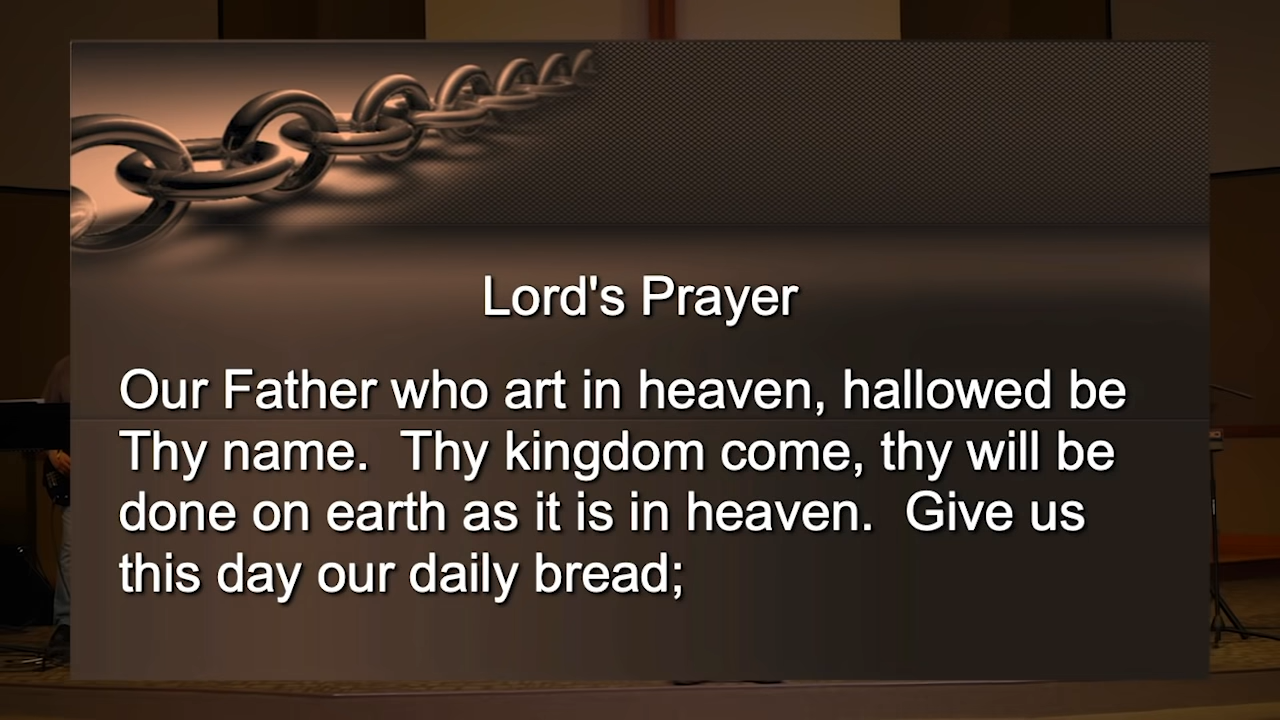 Lord's Prayer
Our Father who art in heaven, hallowed be
Thy name.  Thy kingdom come, thy will be
done on earth as it is in heaven.  Give us
this day our daily bread;